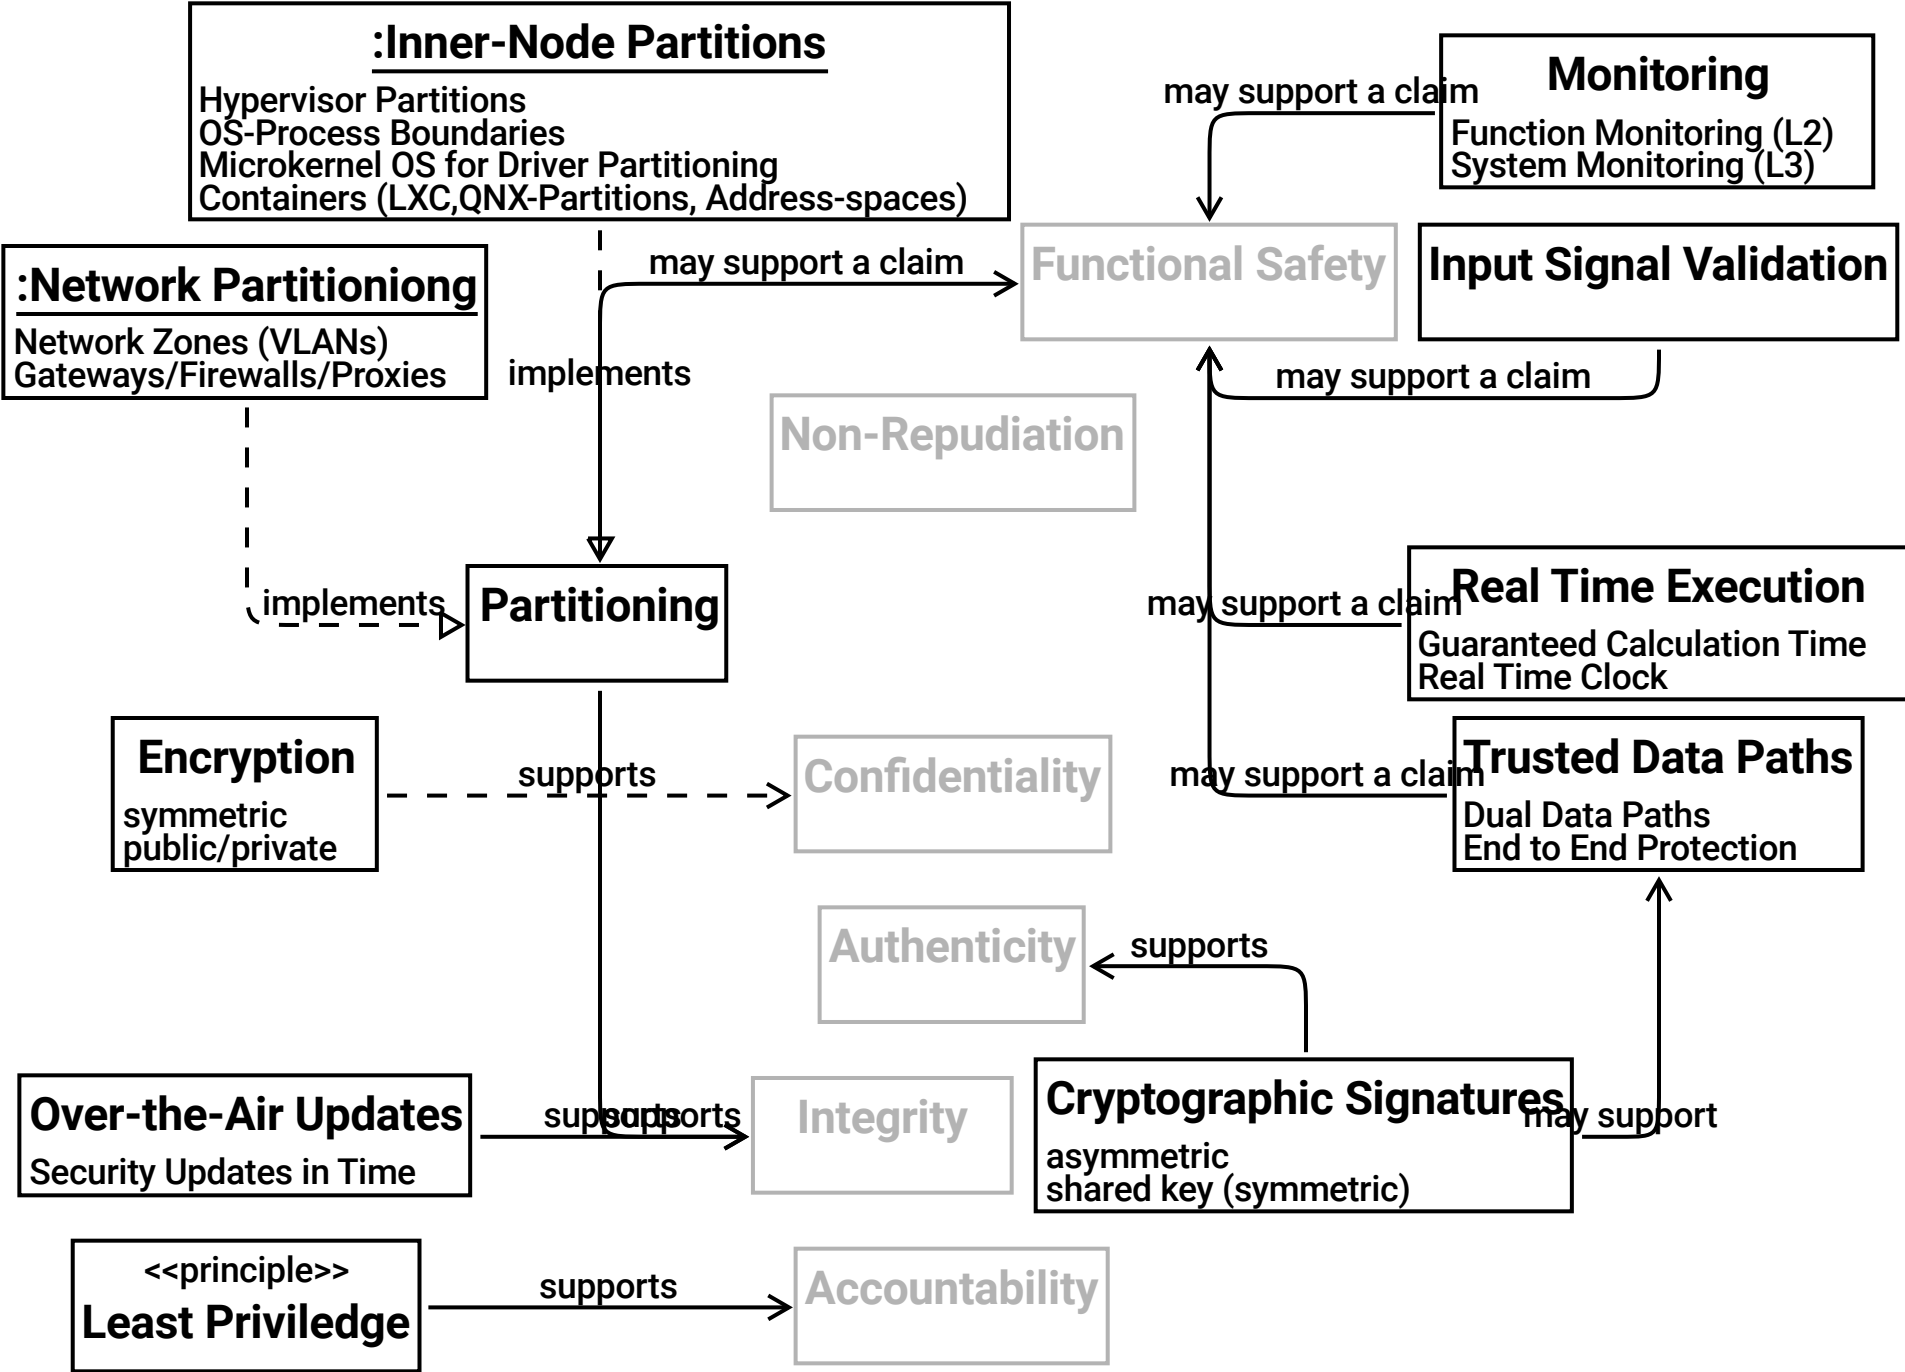 :Inner-Node Partitions
Hypervisor Partitions
OS-Process Boundaries
Microkernel OS for Driver Partitioning
Containers (LXC,QNX-Partitions, Address-spaces)
may support a claim
Monitoring
Function Monitoring (L2)
System Monitoring (L3)
:Network Partitioniong
Network Zones (VLANs)
Gateways/Firewalls/Proxies
may support a claim
Functional Safety
Input Signal Validation
implements
may support a claim
Non-Repudiation
implements
Partitioning
may support a claim
Real Time Execution
Guaranteed Calculation Time
Real Time Clock
Encryption
symmetric
public/private
supports
Confidentiality
may support a claim
Trusted Data Paths
Dual Data Paths
End to End Protection
Authenticity
supports
Over-the-Air Updates
Security Updates in Time
supports
supports
Integrity
Cryptographic Signatures
asymmetric
shared key (symmetric)
may support
<<principle>>
Least Priviledge
supports
Accountability